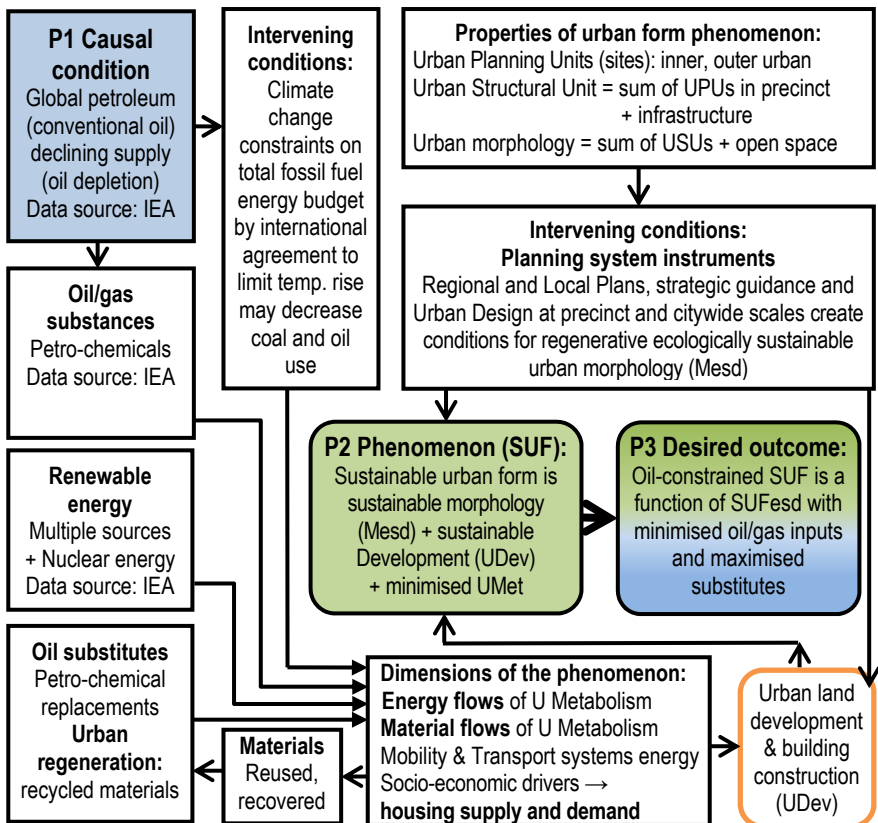 P1 Causal
condition
Global petroleum
(conventional oil)
declining supply
(oil depletion)
Data source: IEA
Intervening
conditions:
Climate
change
constraints on
total fossil fuel
energy budget
by international
agreement to
limit temp. rise
may decrease
coal and oil
use
Properties of urban form phenomenon:
Urban Planning Units (sites): inner, outer urban
Urban Structural Unit = sum of UPUs in precinct
+ infrastructure
Urban morphology = sum of USUs + open space
Intervening conditions:
Planning system instruments
Regional and Local Plans, strategic guidance and
Urban Design at precinct and citywide scales create
conditions for regenerative ecologically sustainable
urban morphology (Mesd)
Oil/gas
substances
Petro-chemicals
Data source: IEA
Renewable
energy
Multiple sources
+ Nuclear energy
Data source: IEA
P2 Phenomenon (SUF):
Sustainable urban form is
sustainable morphology
(Mesd) + sustainable
Development (UDev)
+ minimised UMet
P3 Desired outcome:
Oil-constrained SUF is a
function of SUFesd with
minimised oil/gas inputs
and maximised
substitutes
Oil substitutes
Petro-chemical
replacements
Urban
regeneration:
recycled materials
Materials
Reused,
recovered
Dimensions of the phenomenon:
Energy flows of U Metabolism
Material flows of U Metabolism
Mobility & Transport systems energy
Socio-economic drivers →
housing supply and demand
Urban land
development
& building
construction
(UDev)